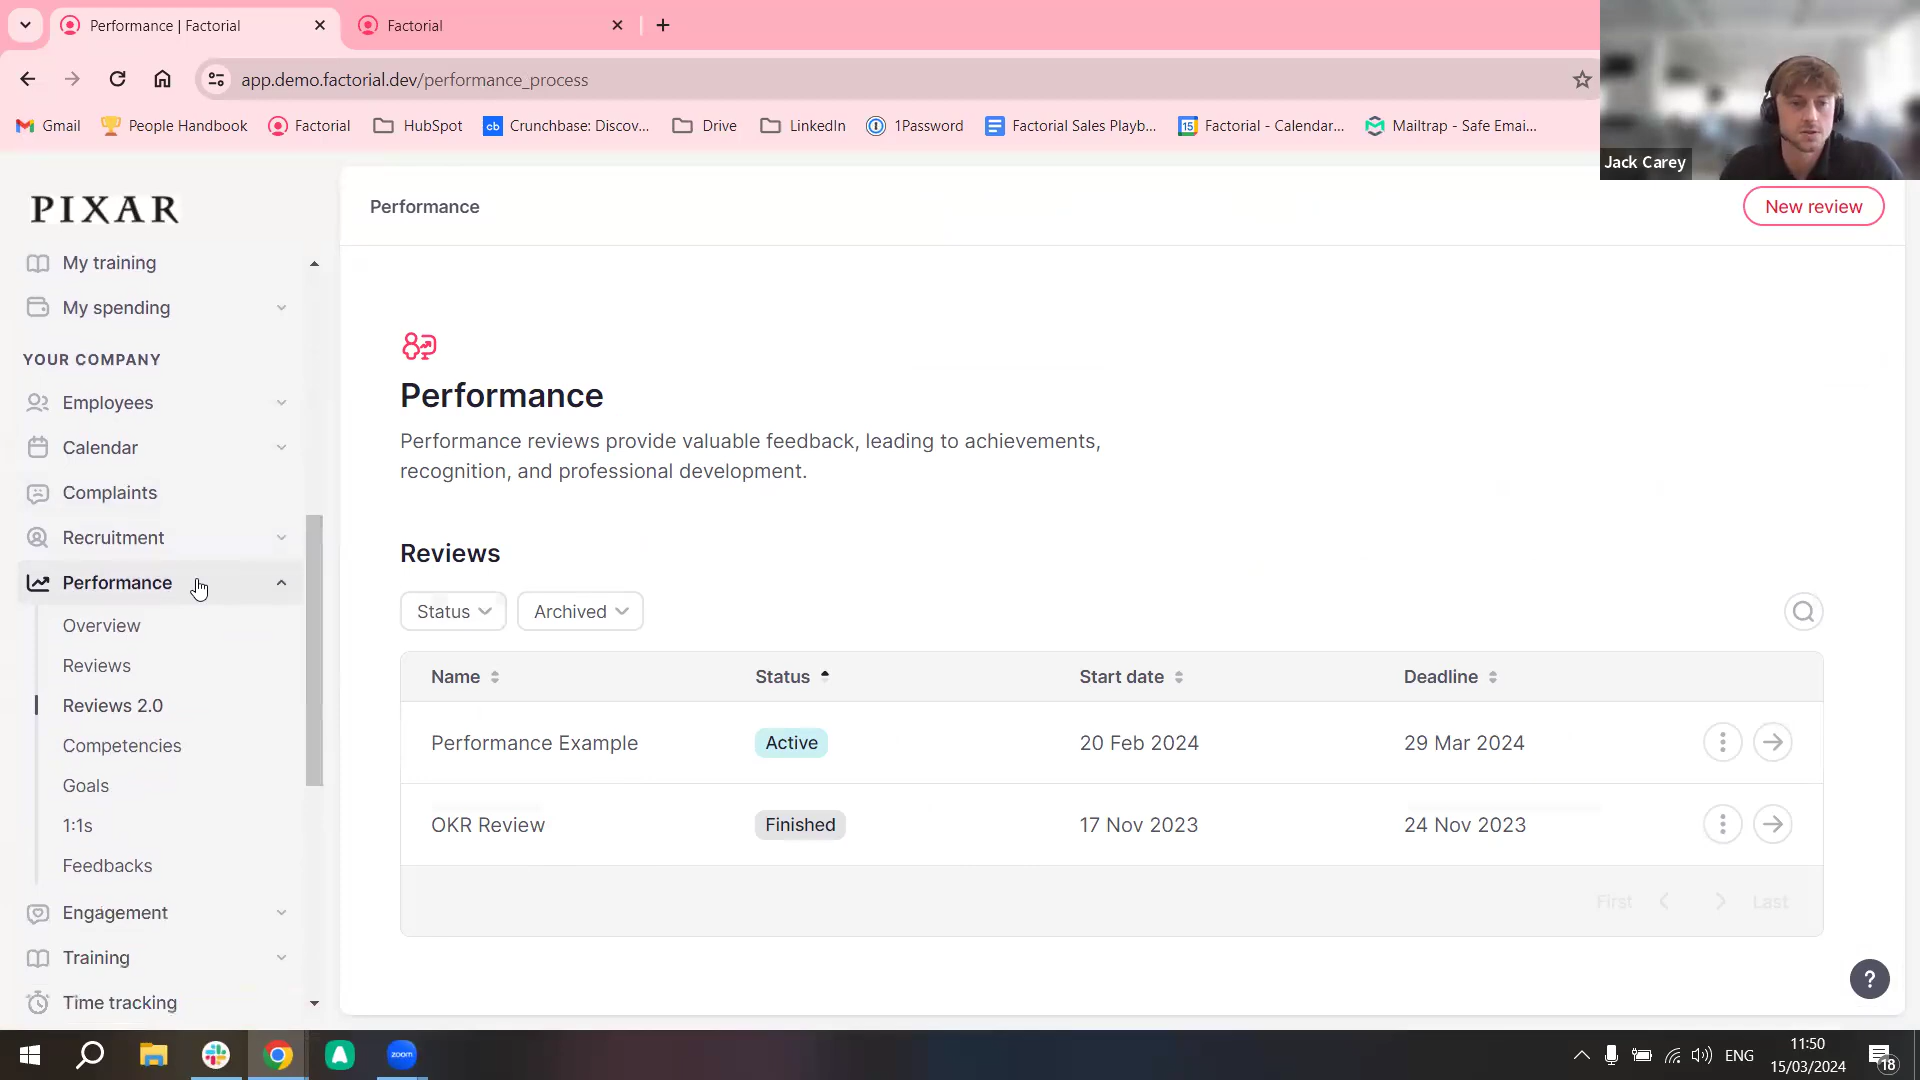 Performance | Factorial
Factorial
app.demo.factorial.dev/performance_process
Gmail
People Handbook
Factorial
HubSpot
cb Crunchbase: Discov...
Drive
LinkedIn
1Password
Factorial Sales Playb...
15 Factorial - Calendar...
Mailtrap - Safe Emai...
Jack Carey
PIXAR
My training
My spending
YOUR COMPANY
Employees
Calendar
Complaints
Recruitment
Performance
Overview
Reviews
Reviews 2.0
Competencies
Goals
1:1s
Feedbacks
Engagement
Training
Time tracking
Performance
New review
Performance
Performance reviews provide valuable feedback, leading to achievements,
recognition, and professional development.
Reviews
Status
Archived
Name Status Start date Deadline
Performance Example Active 20 Feb 2024 29 Mar 2024
OKR Review Finished 17 Nov 2023 24 Nov 2023
First Last
?
A
zoom
ENG
11:50
15/03/2024
18